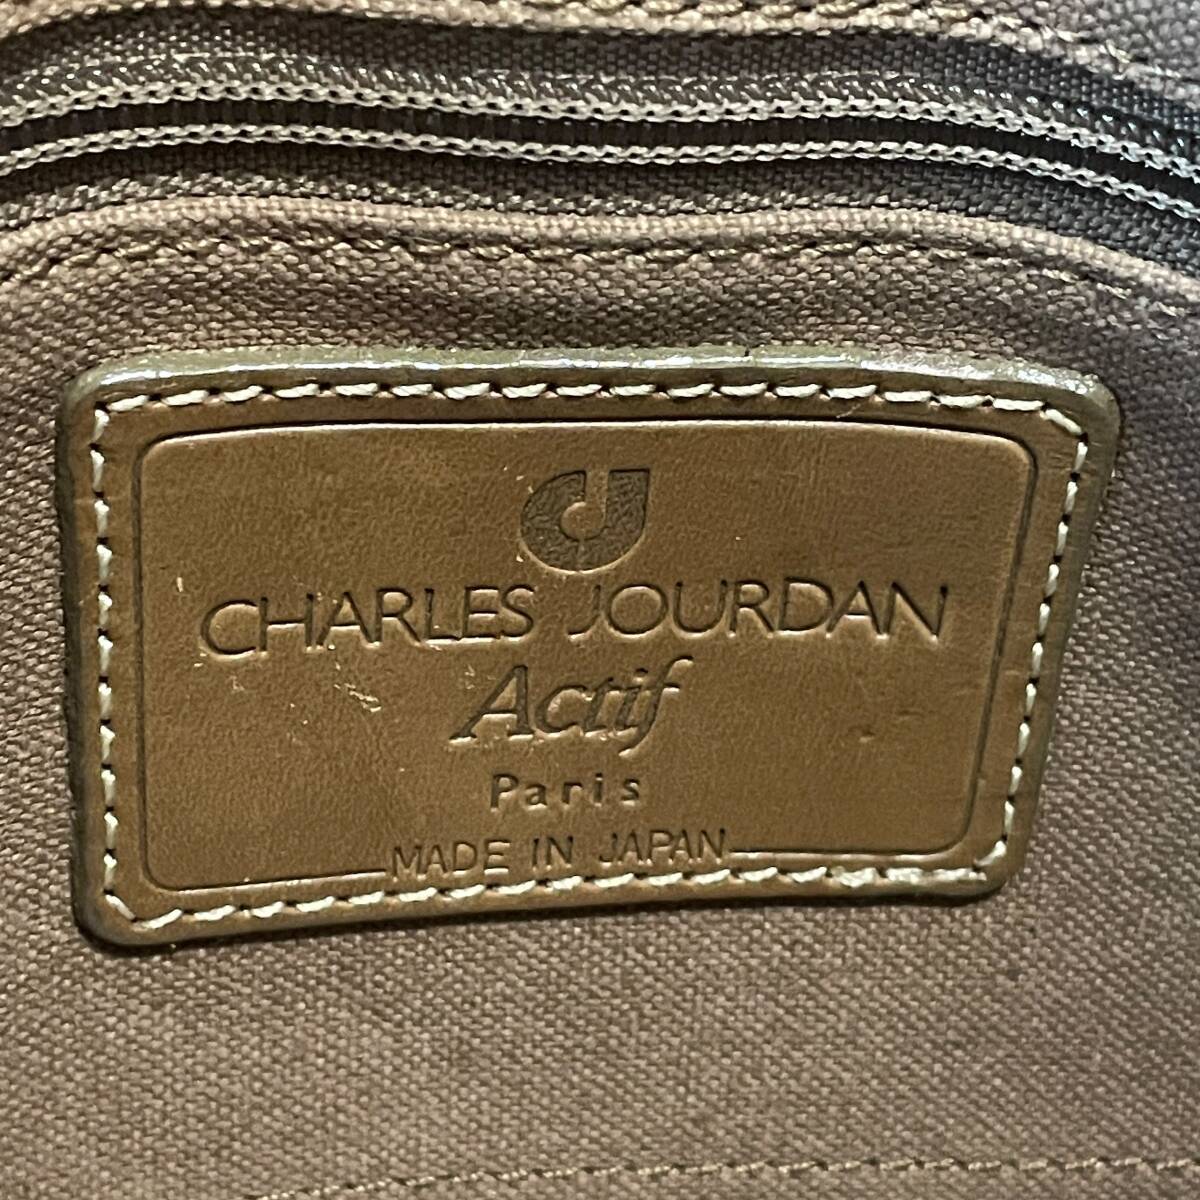 CHARLES JOURDAN
Actif
Paris
MADE IN JAPAN